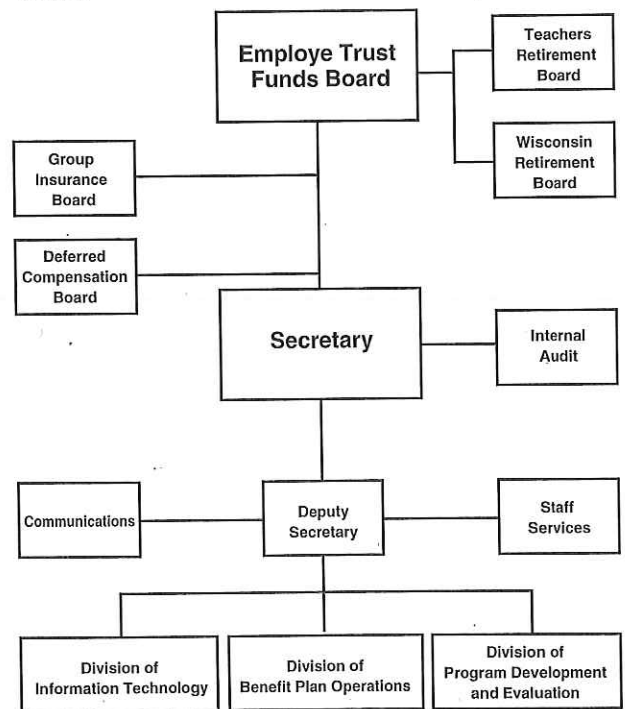 Employe Trust
Funds Board
Teachers
Retirement
Board
Wisconsin
Retirement
Board
Group
Insurance
Board
Deferred
Compensation
Board
Secretary
Internal
Audit
Communications
Deputy
Secretary
Staff
Services
Division of
Information Technology
Division of
Benefit Plan Operations
Division of
Program Development
and Evaluation